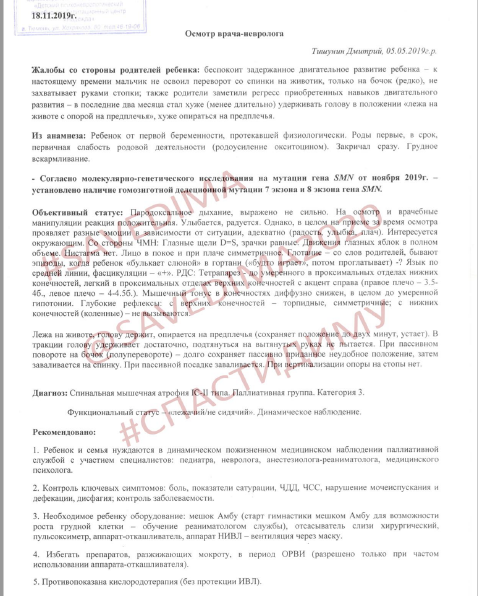 18.11.2019г.
Осмотр врача-невролога
Тишунин Дмитрий, 05.05.2019г.р.
Жалобы со стороны родителей ребенка: беспокоит задержанное двигательное развитие ребенка – к
настоящему времени мальчик не освоил переворот со спинки на животик, только на бочок (редко), не
захватывает руками стопки; также родители заметили регресс приобретенных навыков двигательного
развития – в последние два месяца стал хуже (менее длительно) удерживать голову в положении «лежа на
животе с опорой на предплечья», хуже опираться на предплечья.
Из анамнеза: Ребенок от первой беременности, протекавшей физиологически. Роды первые, в срок,
первичная слабость родовой деятельности (родоусиление окситоцином). Закричал сразу. Грудное
вскармливание.
- Согласно молекулярно-генетического исследования на мутации гена SMN от ноября 2019г. –
установлено наличие гомозиготной делеционной мутации 7 экзона и 8 экзона гена SMN.
Объективный статус: Парадоксальное дыхание, выражено не сильно. На осмотр и врачебные
манипуляции реакция положительная. Улыбается, радуется. Однако, в целом на приеме за время осмотра
проявляет разные эмоции в зависимости от ситуации, адекватно (радость, улыбка, плач). Интересуется
окружающим. Со стороны ЧМН: Глазные щели D=S, зрачки равные. Движения глазных яблок в полном
объеме. Нистагма нет. Лицо в покое и при плаче симметричное. Глотание – со слов родителей, бывают
эпизоды, когда ребенок «булькает слюной» в гортани («будто играет», потом проглатывает) -? Язык по
средней линии, фасцикуляции – «+». РДС: Тетрапарез – до умеренного в проксимальных отделах нижних
конечностей, легкий в проксимальных отделах верхних конечностей с акцентом справа (правое плечо – 3.5-
4б., левое плечо – 4-4.5б.). Мышечный тонус в конечностях диффузно снижен, в целом до умеренной
гипотонии. Глубокие рефлексы: с верхних конечностей – торпидные, симметричные; с нижних
конечностей (коленные) – не вызываются.
Лежа на животе, голову держит, опирается на предплечья (сохраняет положение до двух минут, устает). В
тракции голову удерживает достаточно, подтянуться на вытянутых руках не пытается. При пассивном
повороте на бочок (полуперевороте) – долго сохраняет пассивно приданное неудобное положение, затем
заваливается на спинку. При пассивной посадке заваливается. При вертикализации опоры на стопы нет.
Диагноз: Спинальная мышечная атрофия IC-II типа. Паллиативная группа. Категория 3.
Функциональный статус – «лежачий/не сидячий». Динамическое наблюдение.
Рекомендовано:
1. Ребенок и семья нуждаются в динамическом пожизненном медицинском наблюдении паллиативной
службой с участием специалистов: педиатра, невролога, анестезиолога-реаниматолога, медицинского
психолога.
2. Контроль ключевых симптомов: боль, показатели сатурации, ЧДД, ЧСС, нарушение мочеиспускания и
дефекации, дисфагия; контроль заболеваемости.
3. Необходимое ребенку оборудование: мешок Амбу (старт гимнастики мешком Амбу для возможности
роста грудной клетки – обучение реаниматологом службы), отсасыватель слизи хирургический,
пульсоксиметр, аппарат-откашливатель, аппарат НИВЛ – вентиляция через маску.
4. Избегать препаратов, разжижающих мокроту, в период ОРВИ (разрешено только при частом
использовании аппарата-откашливателя).
5. Противопоказана кислородотерапия (без протекции ИВЛ).
@SAVEDIMA
@SAVEDIMA2020
#СПАСТИДИМУ